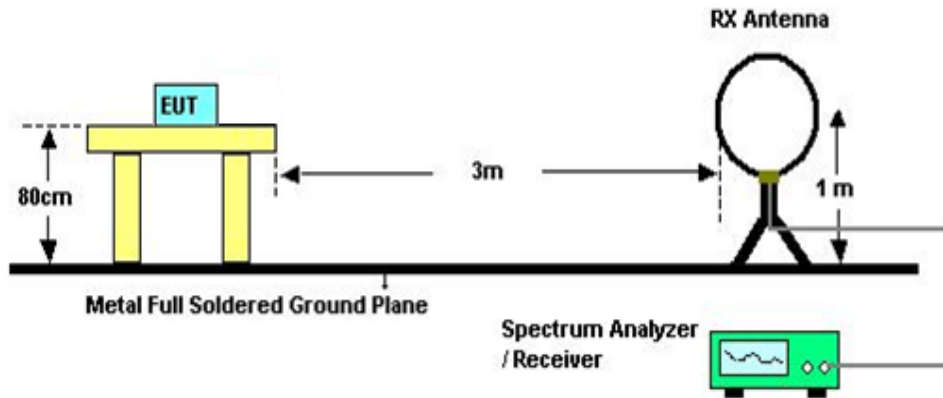 RX Antenna
EUT
80cm
3m
1 m
Metal Full Soldered Ground Plane
Spectrum Analyzer
/ Receiver